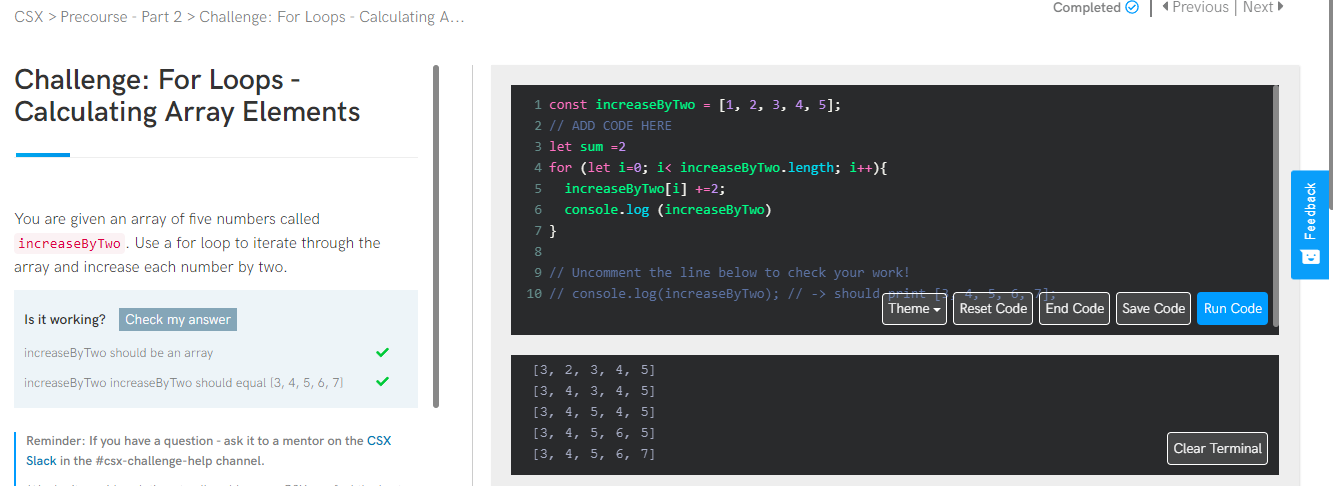 CSX > Precourse - Part 2 > Challenge: For Loops - Calculating A...
Completed
Previous | Next
Challenge: For Loops -
Calculating Array Elements
You are given an array of five numbers called
increaseByTwo . Use a for loop to iterate through the
array and increase each number by two.
Is it working? Check my answer
increaseByTwo should be an array
increaseByTwo increaseByTwo should equal [3, 4, 5, 6, 7]
Reminder: If you have a question - ask it to a mentor on the CSX
Slack in the #csx-challenge-help channel.
1 const increaseByTwo = [1, 2, 3, 4, 5];
2 // ADD CODE HERE
3 let sum =2
4 for (let i=0; i< increaseByTwo.length; i++){
5 increaseByTwo[i] +=2;
6 console.log (increaseByTwo)
7 }
8
9 // Uncomment the line below to check your work!
10 // console.log(increaseByTwo); // -> should print [3, 4, 5, 6, 7];
Theme Reset Code End Code Save Code Run Code
[3, 2, 3, 4, 5]
[3, 4, 3, 4, 5]
[3, 4, 5, 4, 5]
[3, 4, 5, 6, 5]
[3, 4, 5, 6, 7]
Clear Terminal
Feedback